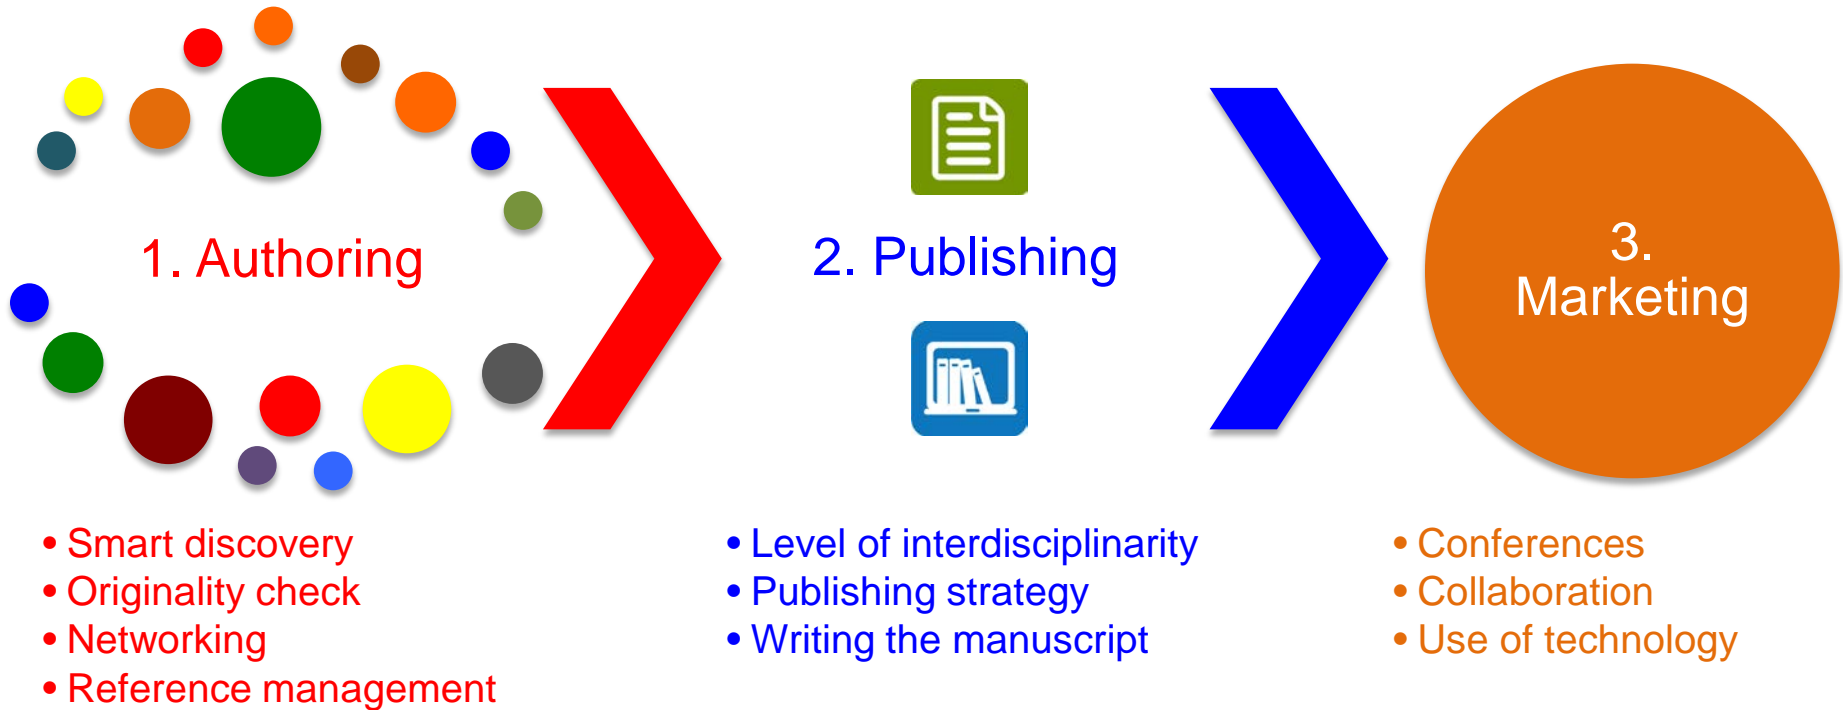 1. Authoring
2. Publishing
3.
Marketing
• Smart discovery
• Originality check
• Networking
• Reference management
• Level of interdisciplinarity
• Publishing strategy
• Writing the manuscript
• Conferences
• Collaboration
• Use of technology